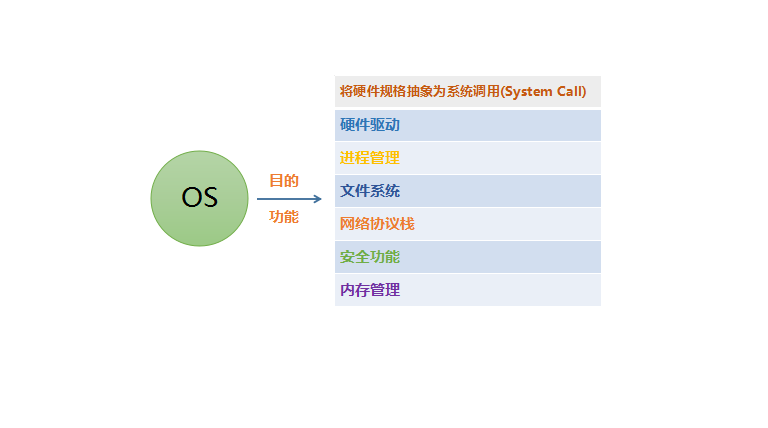 OS
目的
功能
将硬件规格抽象为系统调用(System Call)
硬件驱动
进程管理
文件系统
网络协议栈
安全功能
内存管理